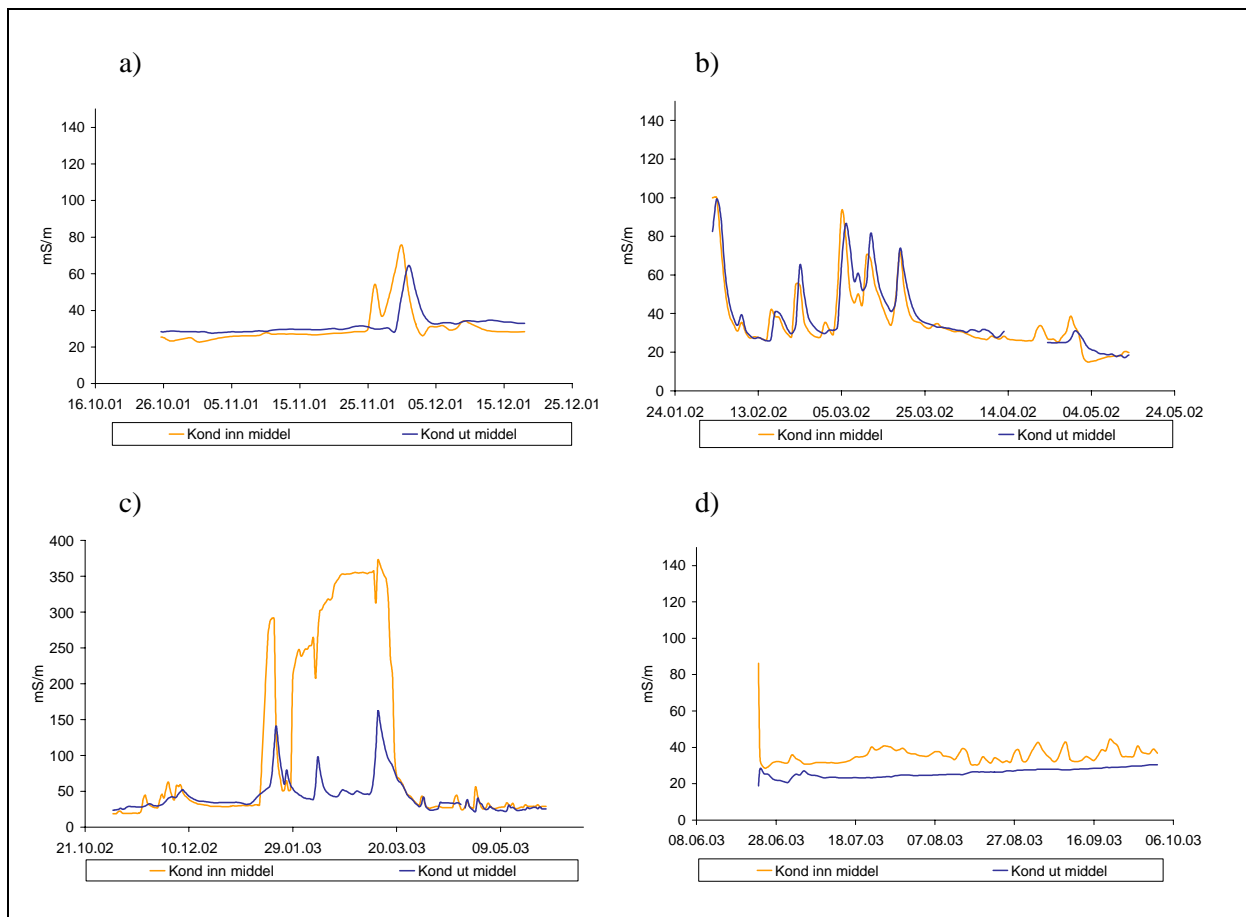 a)
mS/m
140
120
100
80
60
40
20
0
16.10.01 26.10.01 05.11.01 15.11.01 25.11.01 05.12.01 15.12.01 25.12.01
Kond inn middel Kond ut middel
b)
mS/m
140
120
100
80
60
40
20
0
24.01.02 13.02.02 05.03.02 25.03.02 14.04.02 04.05.02 24.05.02
Kond inn middel Kond ut middel
c)
mS/m
400
350
300
250
200
150
100
50
0
21.10.02 10.12.02 29.01.03 20.03.03 09.05.03
Kond inn middel Kond ut middel
d)
mS/m
140
120
100
80
60
40
20
0
08.06.03 28.06.03 18.07.03 07.08.03 27.08.03 16.09.03 06.10.03
Kond inn middel Kond ut middel